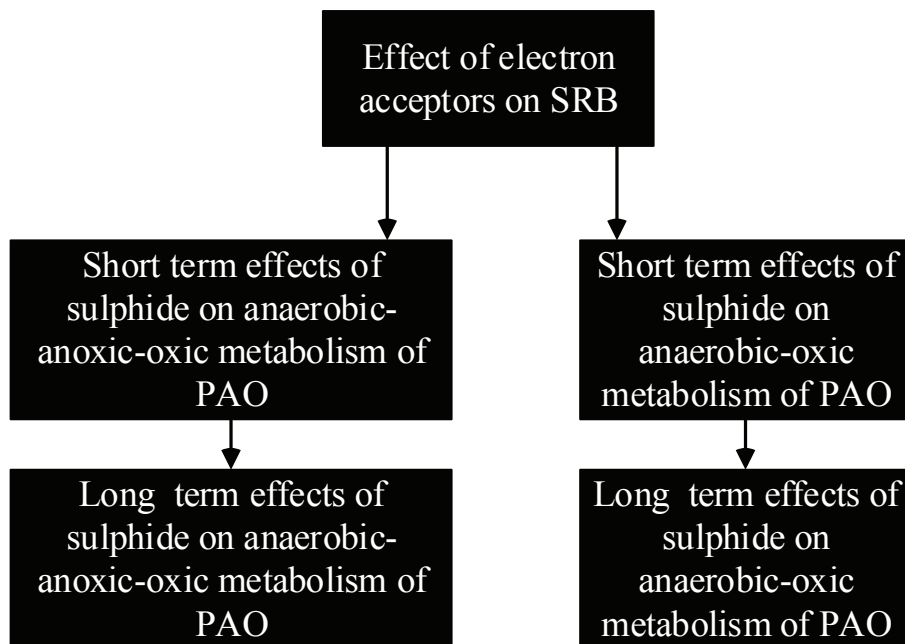 Effect of electron
acceptors on SRB
Short term effects of
sulphide on anaerobic-
anoxic-oxic metabolism of
PAO
Short term effects of
sulphide on
anaerobic-oxic
metabolism of PAO
Long term effects of
sulphide on anaerobic-
anoxic-oxic metabolism of
PAO
Long term effects of
sulphide on
anaerobic-oxic
metabolism of PAO